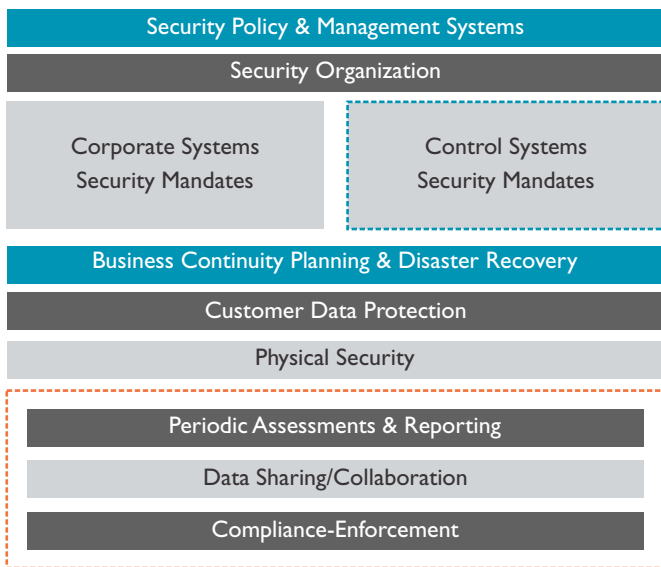 Security Policy & Management Systems
Security Organization
Corporate Systems
Security Mandates
Control Systems
Security Mandates
Business Continuity Planning & Disaster Recovery
Customer Data Protection
Physical Security
Periodic Assessments & Reporting
Data Sharing/Collaboration
Compliance-Enforcement